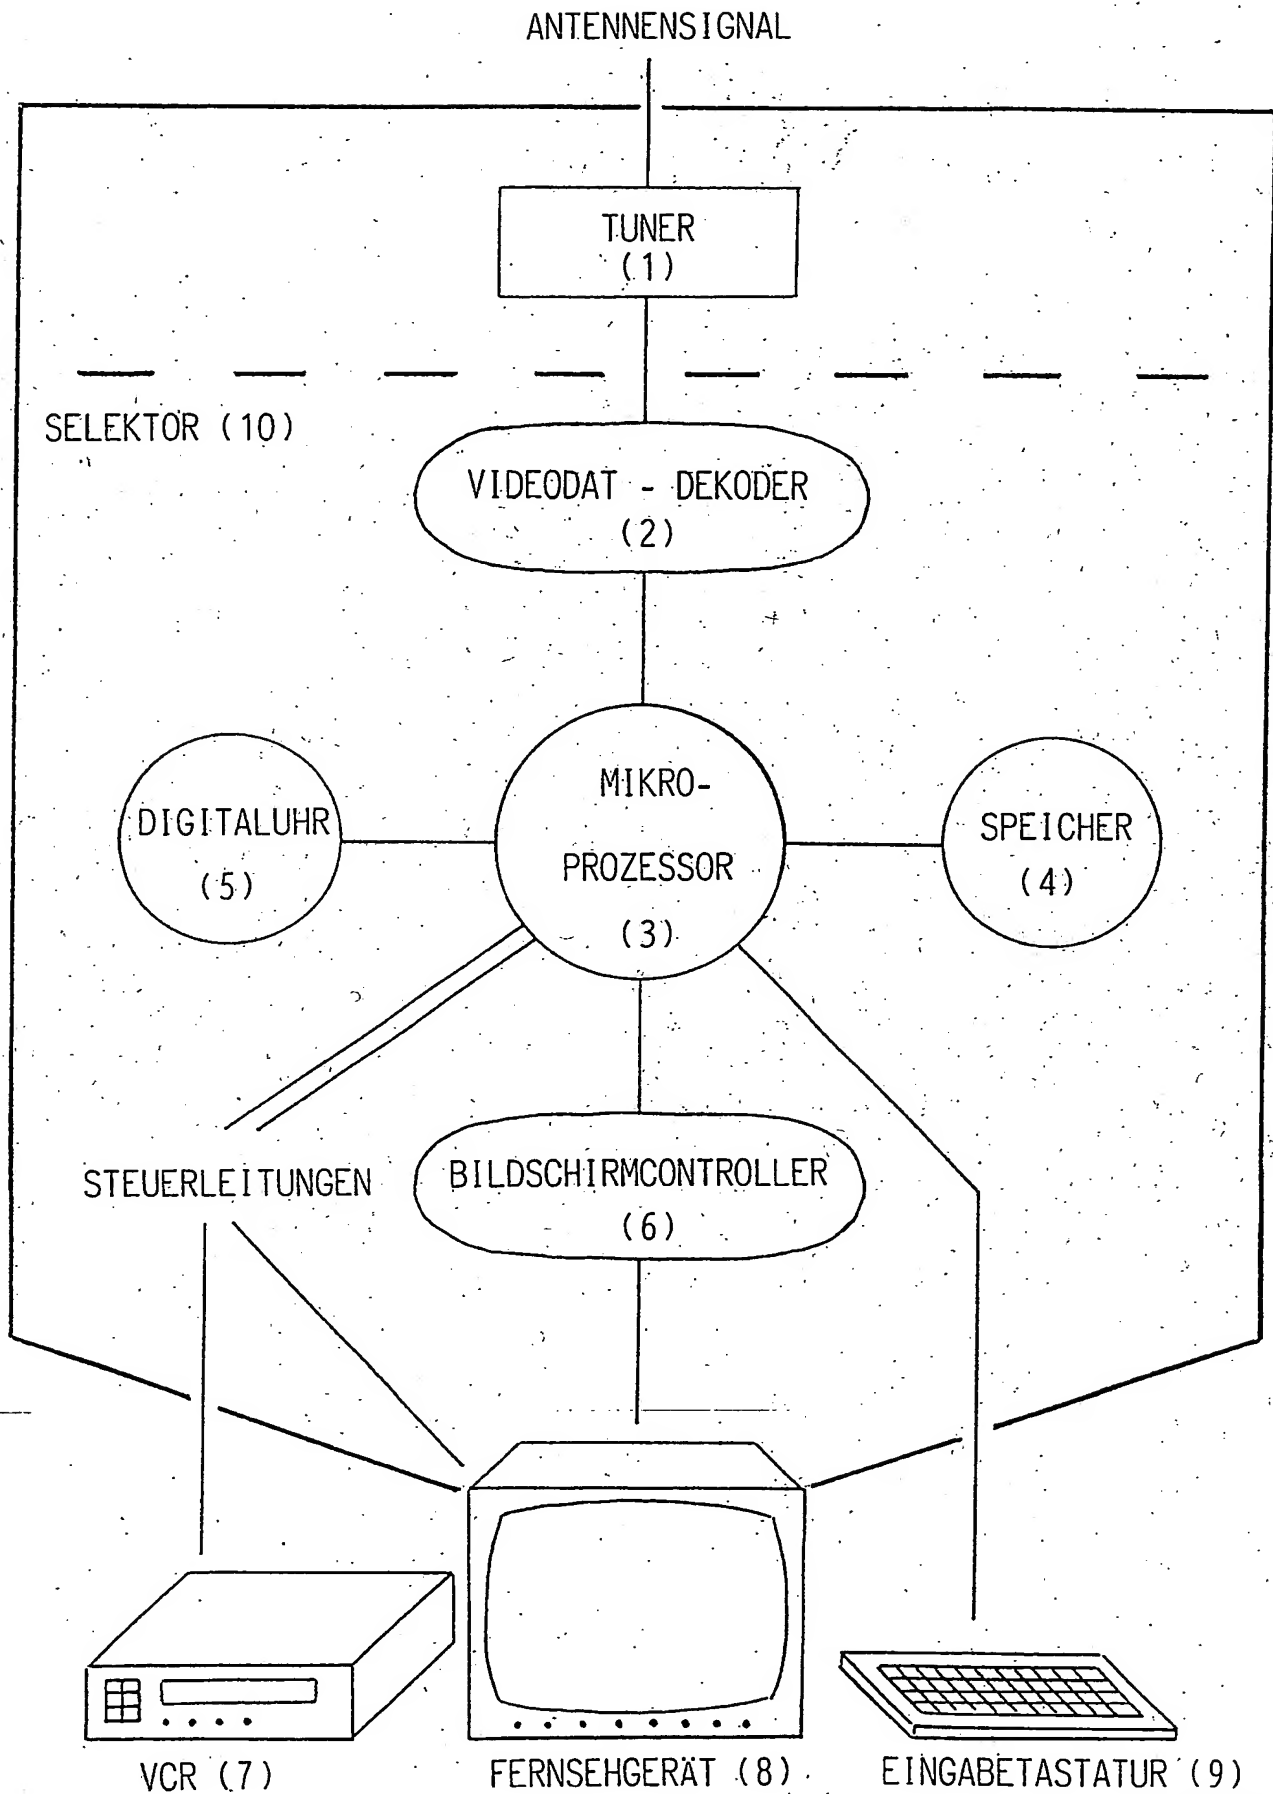 ANTENNENSIGNAL
TUNER
(1)
SELEKTOR (10)
VIDEODAT - DEKODER
(2)
MIKRO-
PROZESSOR
(3)
DIGITALUHR
(5)
SPEICHER
(4)
STEUERLEITUNGEN
BILDSCHIRMCONTROLLER
(6)
VCR (7)
FERNSEHGERÄT (8)
EINGABETASTATUR (9)